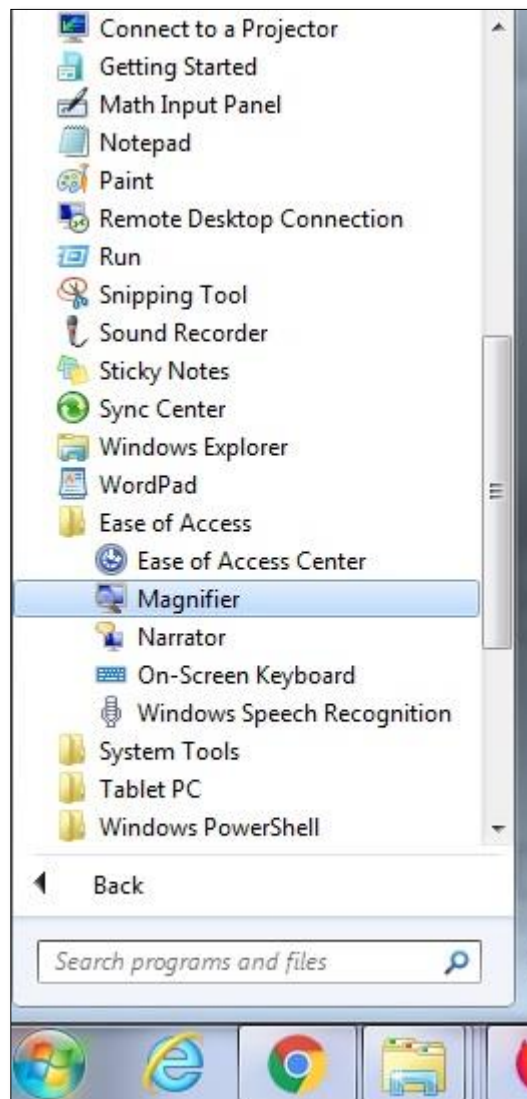 Connect to a Projector
Getting Started
Math Input Panel
Notepad
Paint
Remote Desktop Connection
Run
Snipping Tool
Sound Recorder
Sticky Notes
Sync Center
Windows Explorer
WordPad
Ease of Access
Ease of Access Center
Magnifier
Narrator
On-Screen Keyboard
Windows Speech Recognition
System Tools
Tablet PC
Windows PowerShell
Back
Search programs and files